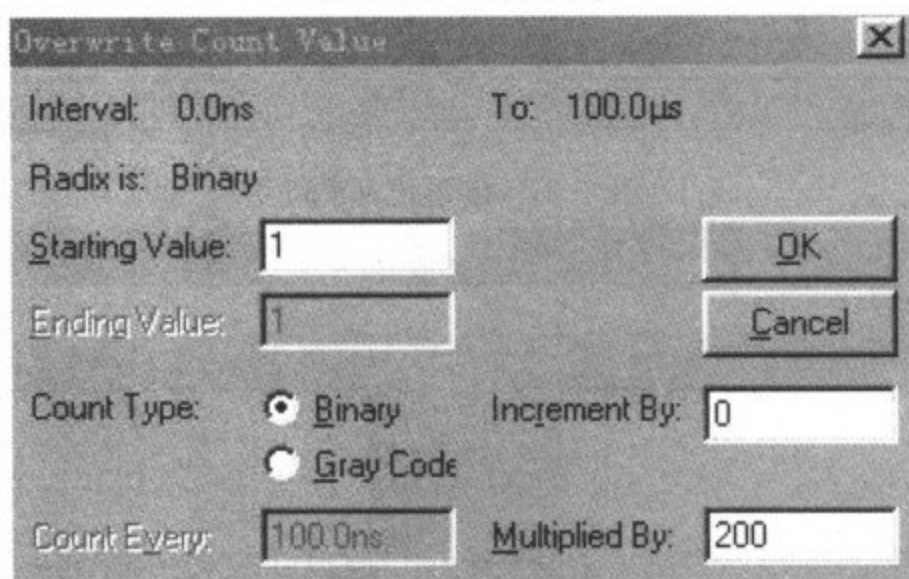 Overwrite Count Value
Interval: 0.0ns To: 100.0μs
Radix is: Binary
Starting Value: 1 OK
Ending Value: 1 Cancel
Count Type: Binary Increment By: 0
Gray Code
Count Every: 100.0ns Multiplied By: 200